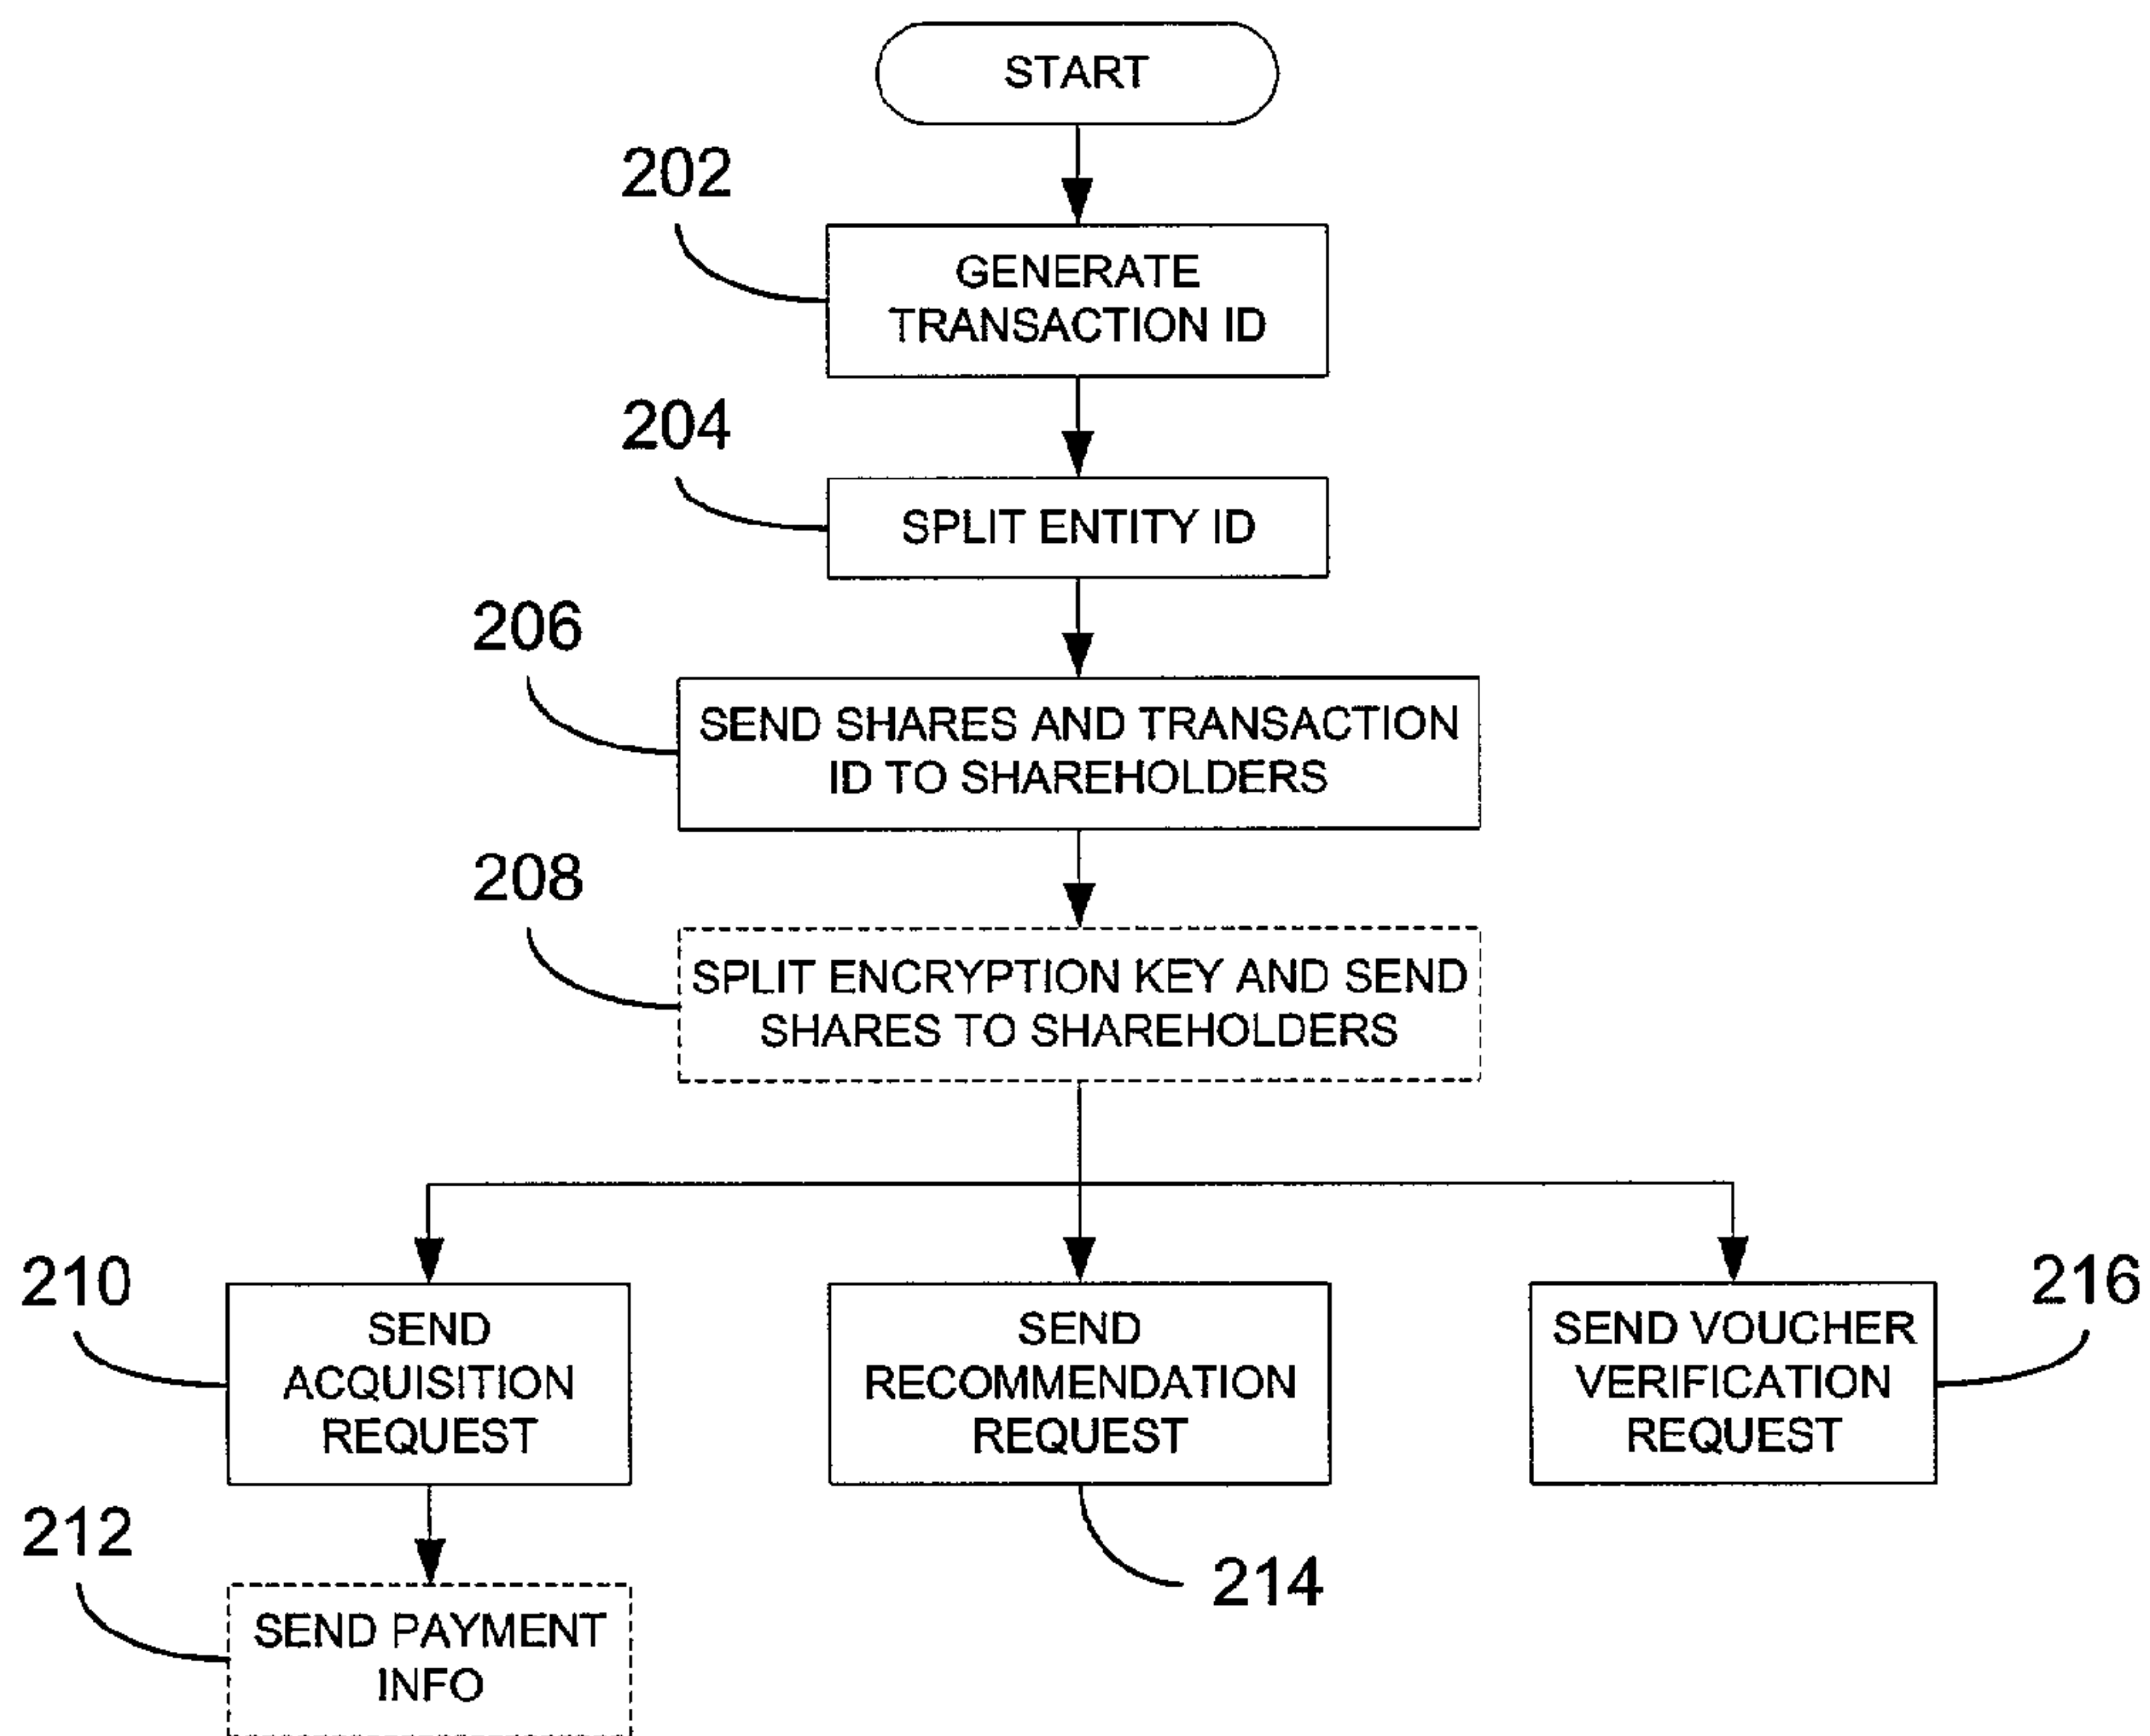 START
202
GENERATE
TRANSACTION ID
204
SPLIT ENTITY ID
206
SEND SHARES AND TRANSACTION
ID TO SHAREHOLDERS
208
SPLIT ENCRYPTION KEY AND SEND
SHARES TO SHAREHOLDERS
210
SEND
ACQUISITION
REQUEST
SEND
RECOMMENDATION
REQUEST
SEND VOUCHER
VERIFICATION
REQUEST
216
212
SEND PAYMENT
INFO
214